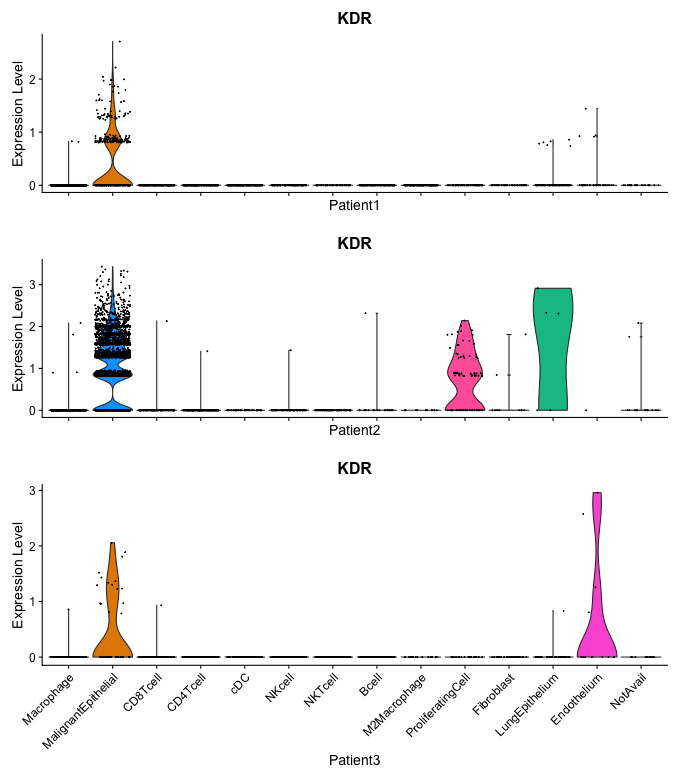 KDR
Expression Level
2
1
0
Patient1
KDR
Expression Level
3
2
1
0
Patient2
KDR
Expression Level
3
2
1
0
Macrophage
MalignantEpithelial
CD8Tcell
CD4Tcell
cDC
NKcell
NKTcell
Bcell
M2Macrophage
ProliferatingCell
Fibroblast
LungEpithelium
Endothelium
NotAvail
Patient3